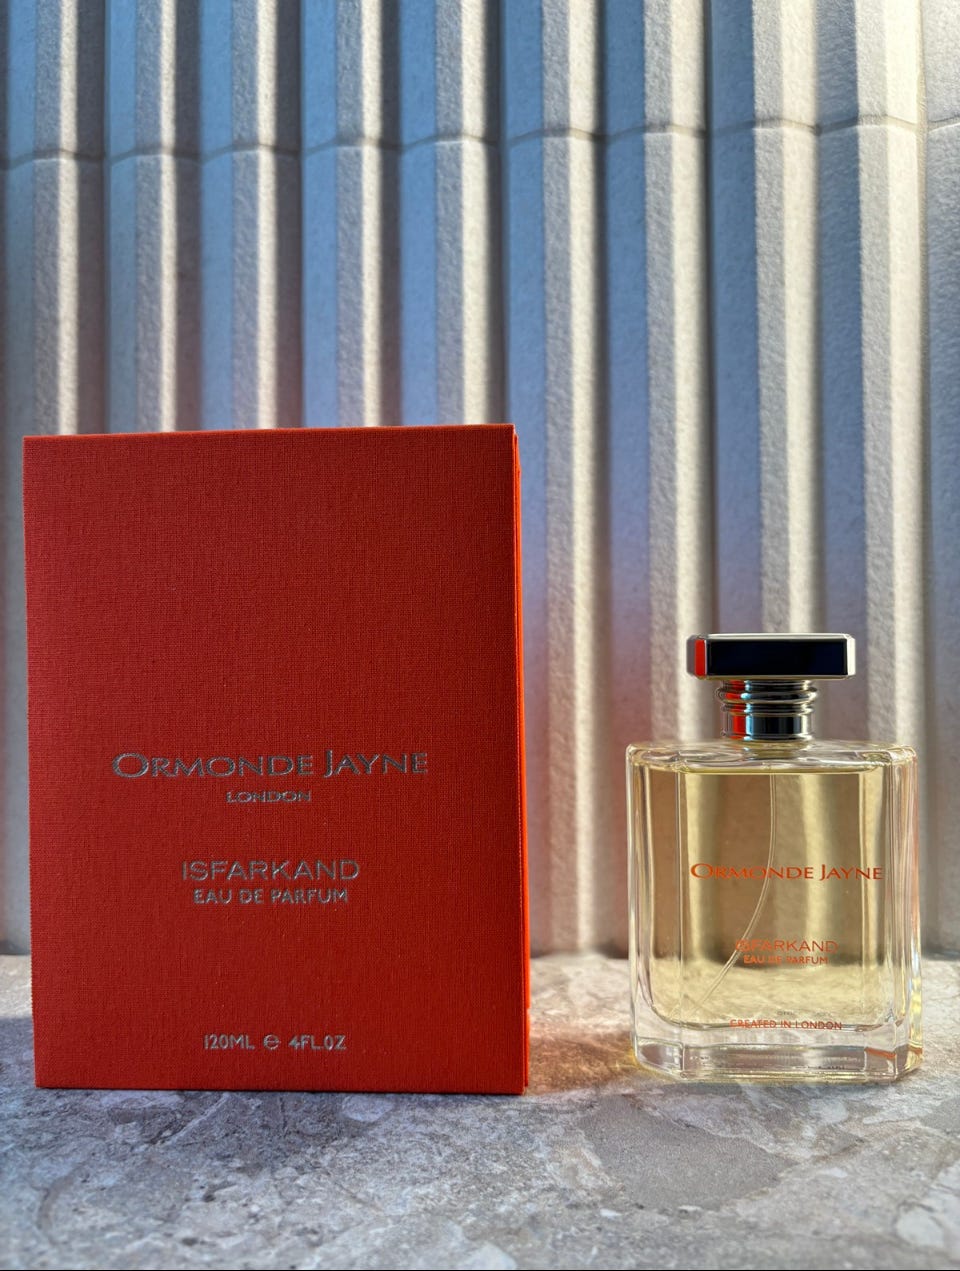 ORMONDE JAYNE
LONDON
ISFARKAND
EAU DE PARFUM
120ML ℮ 4FL.OZ
ORMONDE JAYNE
ISFARKAND
EAU DE PARFUM
CREATED IN LONDON